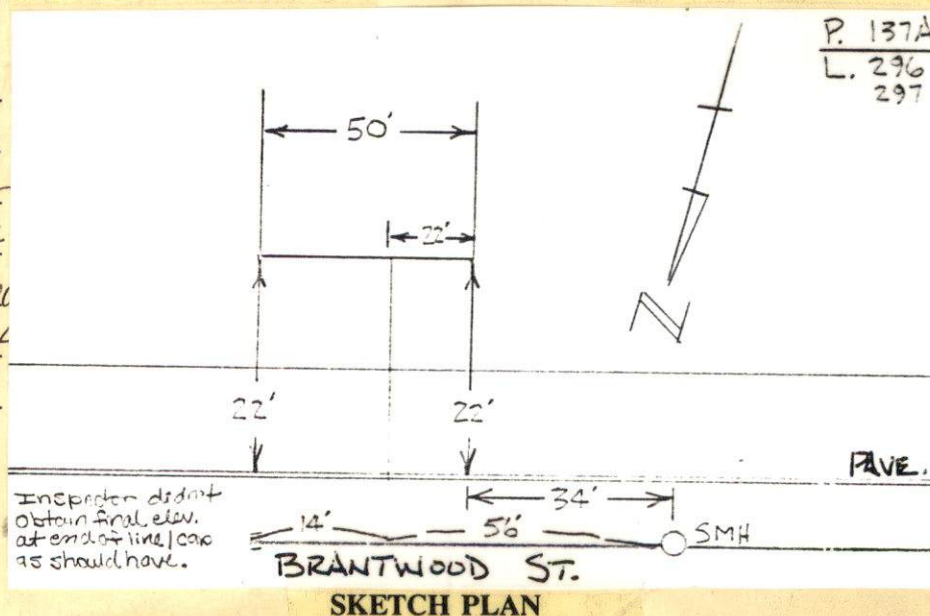 P. 137A
L. 296
297
50'
22'
22'
22'
N
PAVE.
34'
Inspector didn't
obtain final elev.
at end of line/cap
as should have.
14'
56'
SMH
BRANTWOOD ST.
SKETCH PLAN